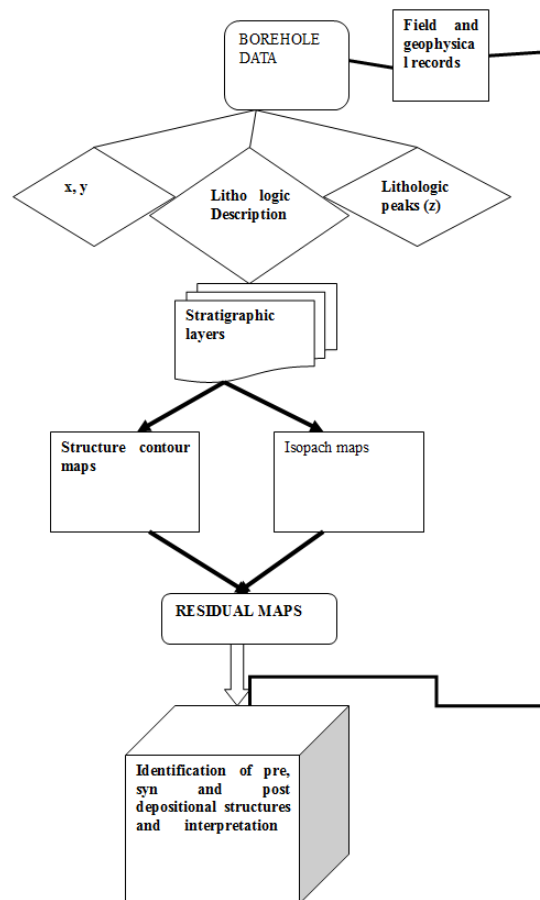 BOREHOLE
DATA
Field and
geophysica
l records
x, y
Litho logic
Description
Lithologic
peaks (z)
Stratigraphic
layers
Structure contour
maps
Isopach maps
RESIDUAL MAPS
Identification of pre,
syn and post
depositional structures
and interpretation